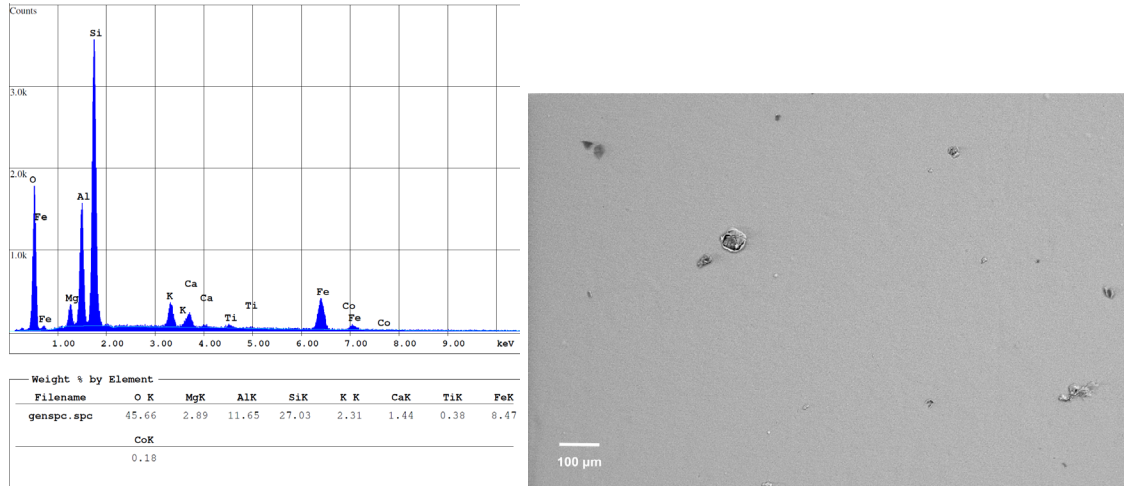 Counts
Si
3.0k
2.0k
O
Al
Fe
1.0k
Mg
Ca
K
Ca
Fe
K
Ti
Co
Fe
Ti
Fe
Co
1.00 2.00 3.00 4.00 5.00 6.00 7.00 8.00 9.00 keV
Weight % by Element
Filename O K MgK AlK SiK K K CaK TiK FeK
genspc.spc 45.66 2.89 11.65 27.03 2.31 1.44 0.38 8.47
CoK
0.18
100 µm